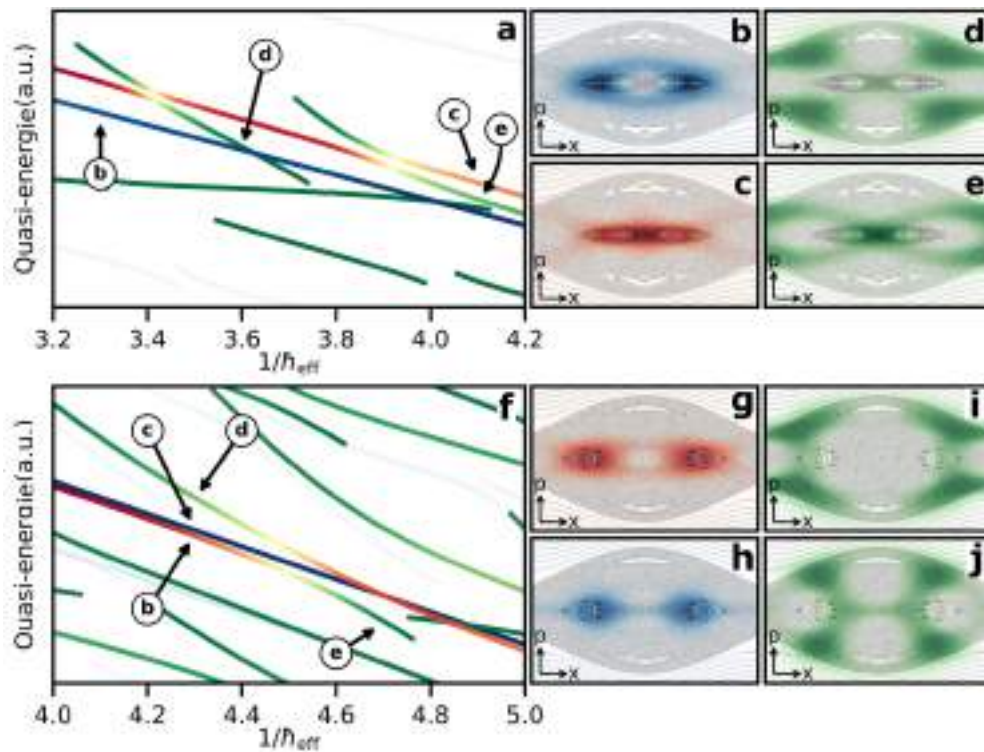 a
b
d
d
c
e
b
Quasi-energie(a.u.)
p
x
p
x
c
e
p
x
p
x
3.2 3.4 3.6 3.8 4.0 4.2
1/ħeff
f
g
i
c
d
b
e
Quasi-energie(a.u.)
p
x
p
x
h
j
p
x
p
x
4.0 4.2 4.4 4.6 4.8 5.0
1/ħeff